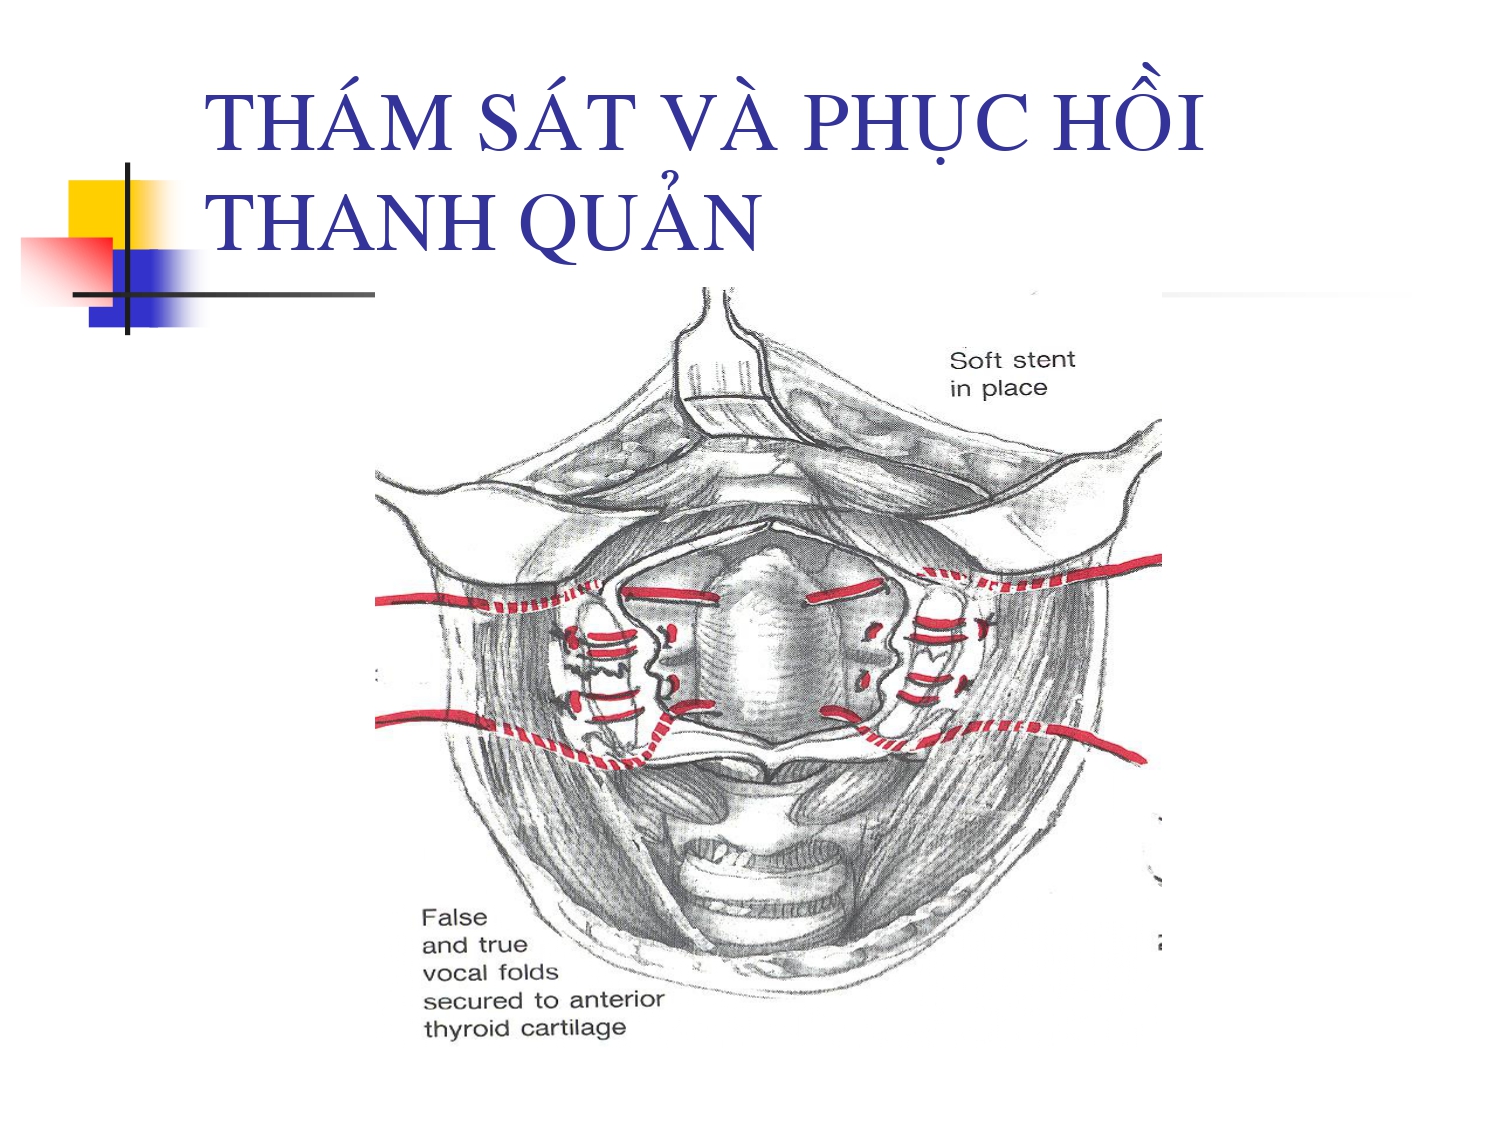 THÁM SÁT VÀ PHỤC HỒI
THANH QUẢN
Soft stent
in place
False
and true
vocal folds
secured to anterior
thyroid cartilage